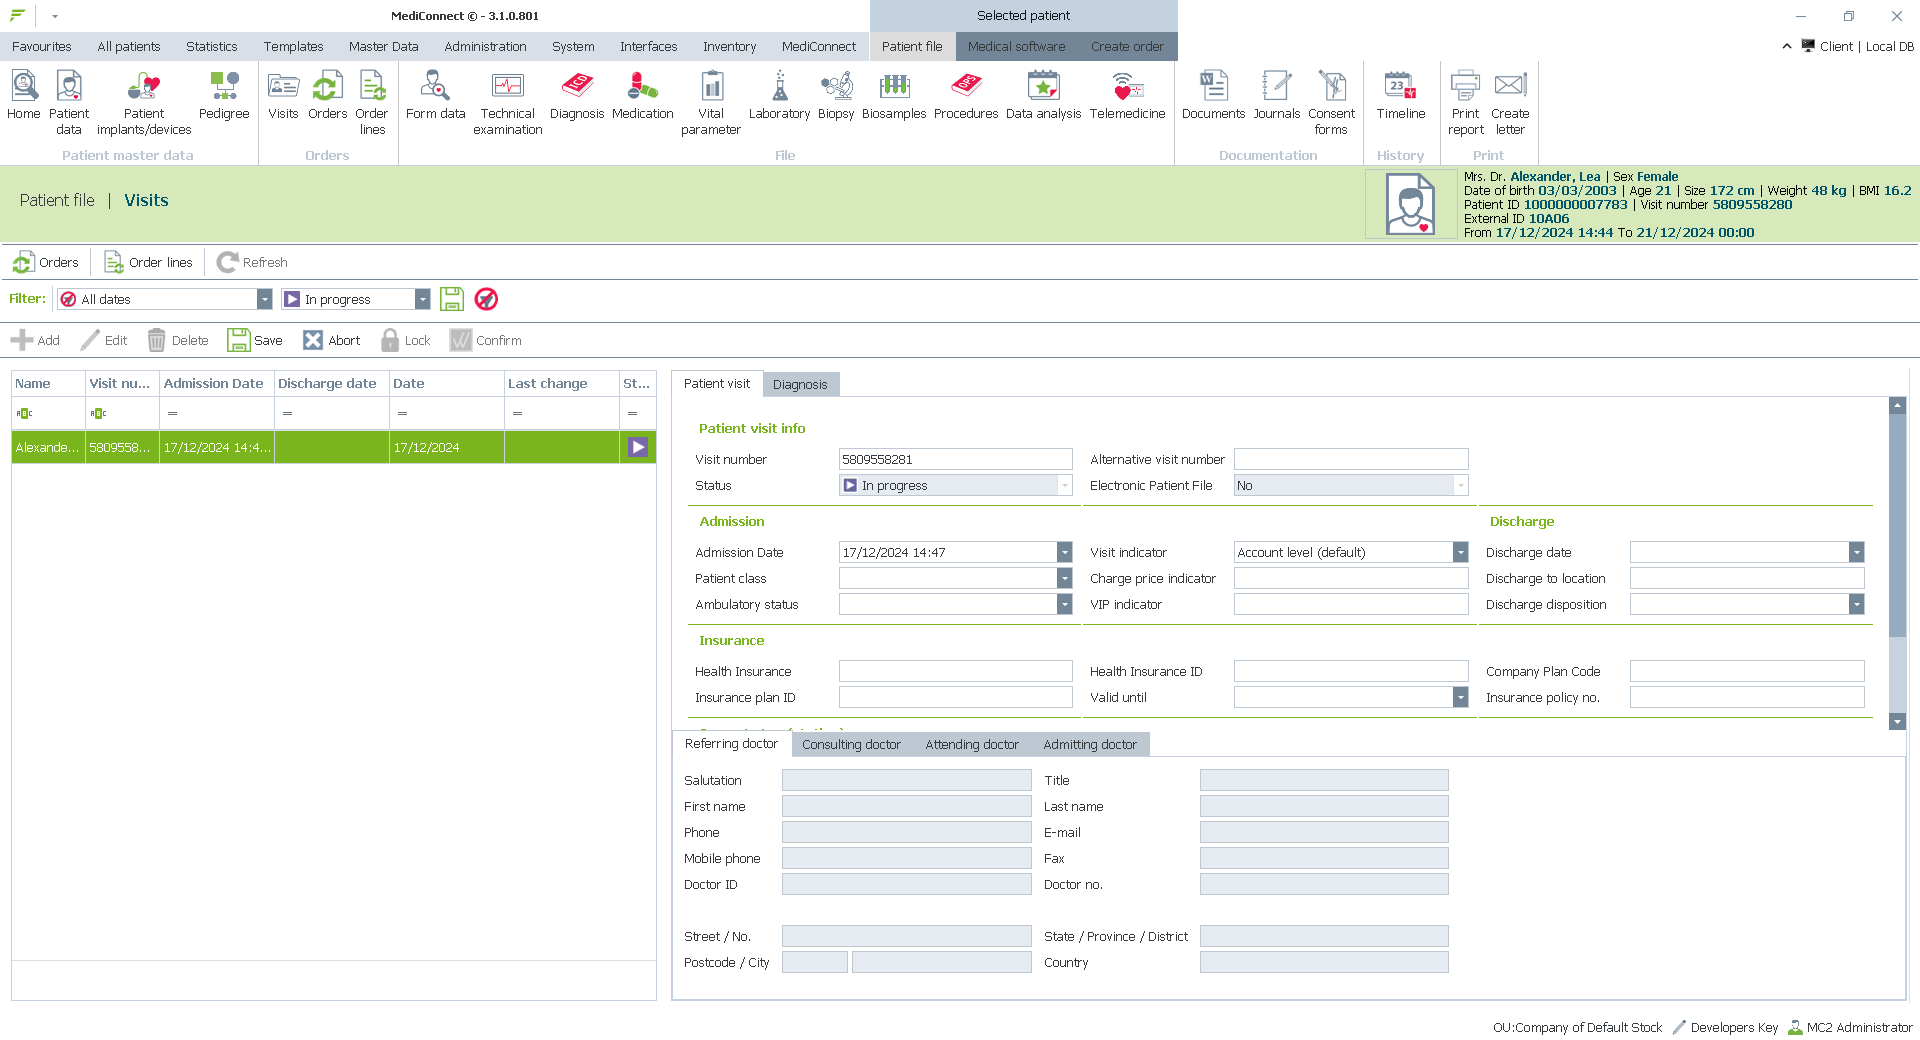 MediConnect © - 3.1.0.801
Selected patient
Favourites All patients Statistics Templates Master Data Administration System Interfaces Inventory MediConnect Patient file Medical software Create order
Client | Local DB
Home Patient data Patient implants/devices Pedigree
Patient master data
Visits Orders Order lines
Orders
Form data Technical examination Diagnosis Medication Vital parameter Laboratory Biopsy Biosamples Procedures Data analysis Telemedicine
File
Documents Journals Consent forms
Documentation
23
Timeline
History
Print report Create letter
Print
Patient file | Visits
Mrs. Dr. Alexander, Lea | Sex Female
Date of birth 03/03/2003 | Age 21 | Size 172 cm | Weight 48 kg | BMI 16.2
Patient ID 1000000007783 | Visit number 5809558280
External ID 10A06
From 17/12/2024 14:44 To 21/12/2024 00:00
Orders Order lines Refresh
Filter: All dates In progress
Add Edit Delete Save Abort Lock Confirm
Name Visit nu... Admission Date Discharge date Date Last change St...
= = = = =
Alexande... 5809558... 17/12/2024 14:4... 17/12/2024
Patient visit Diagnosis
Patient visit info
Visit number 5809558281 Alternative visit number
Status In progress Electronic Patient File No
Admission Discharge
Admission Date 17/12/2024 14:47 Visit indicator Account level (default) Discharge date
Patient class Charge price indicator Discharge to location
Ambulatory status VIP indicator Discharge disposition
Insurance
Health Insurance Health Insurance ID Company Plan Code
Insurance plan ID Valid until Insurance policy no.
Referring doctor Consulting doctor Attending doctor Admitting doctor
Salutation Title
First name Last name
Phone E-mail
Mobile phone Fax
Doctor ID Doctor no.
Street / No. State / Province / District
Postcode / City Country
OU:Company of Default Stock Developers Key MC2 Administrator